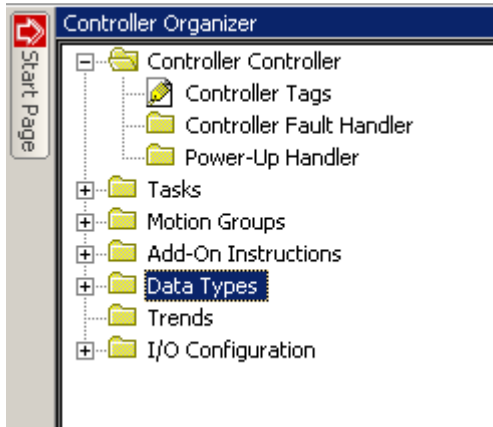 Controller Organizer
Start Page
Controller Controller
Controller Tags
Controller Fault Handler
Power-Up Handler
Tasks
Motion Groups
Add-On Instructions
Data Types
Trends
I/O Configuration